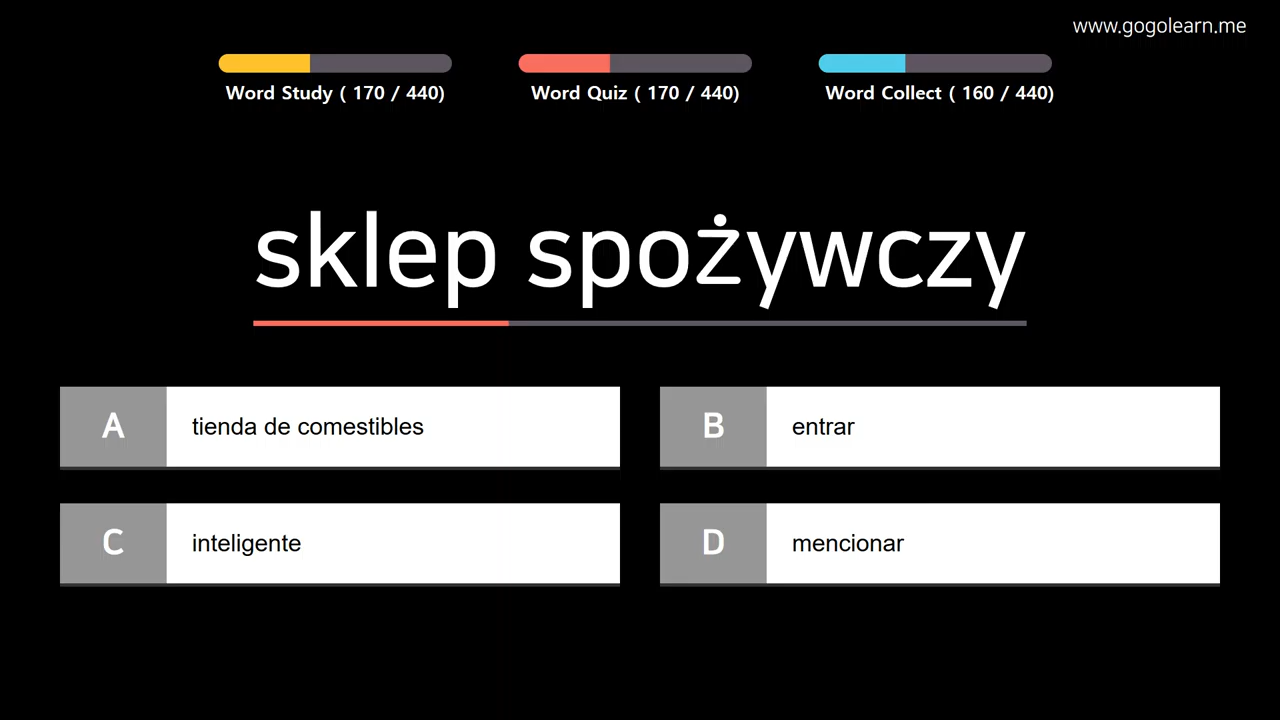 www.gogolearn.me
Word Study ( 170 / 440)
Word Quiz ( 170 / 440)
Word Collect ( 160 / 440)
sklep spożywczy
A tienda de comestibles
B entrar
C inteligente
D mencionar